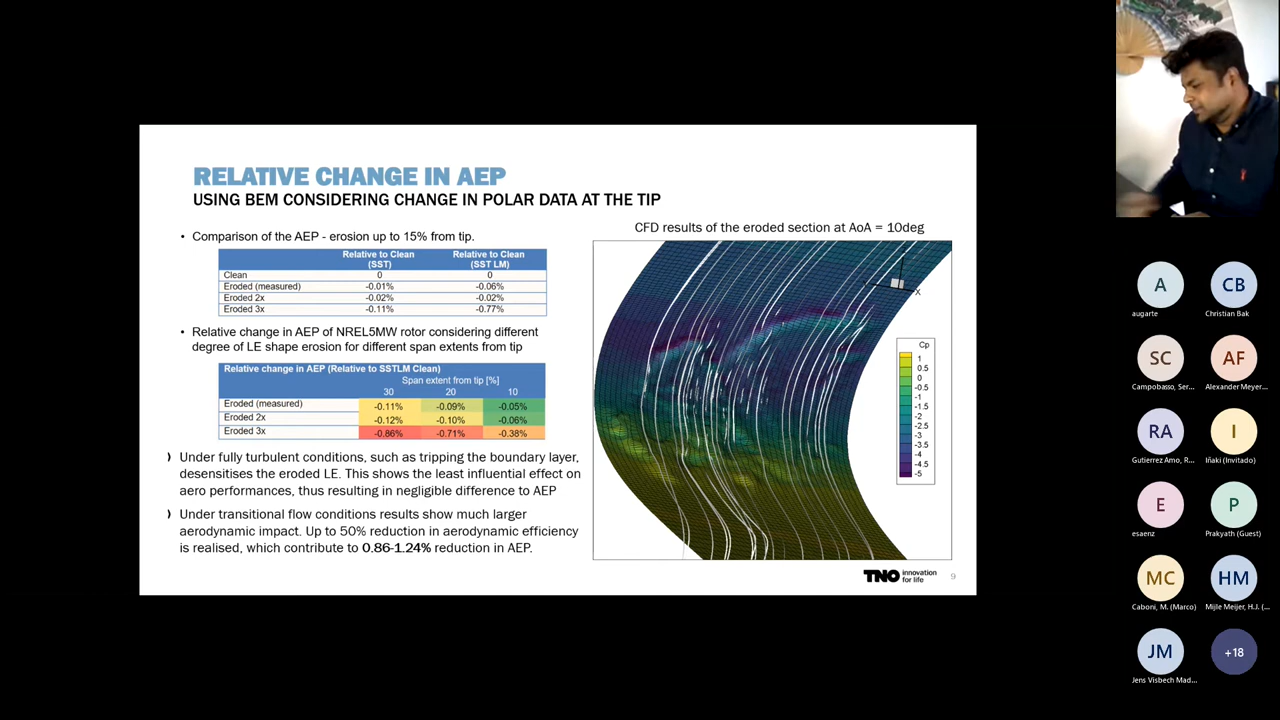 RELATIVE CHANGE IN AEP
USING BEM CONSIDERING CHANGE IN POLAR DATA AT THE TIP
• Comparison of the AEP - erosion up to 15% from tip.
Relative to Clean (SST) Relative to Clean (SST LM)
Clean 0 0
Eroded (measured) -0.01% -0.06%
Eroded 2x -0.02% -0.02%
Eroded 3x -0.11% -0.77%
• Relative change in AEP of NREL5MW rotor considering different
degree of LE shape erosion for different span extents from tip
Relative change in AEP (Relative to SSTLM Clean)
Span extent from tip [%]
30 20 10
Eroded (measured) -0.11% -0.09% -0.05%
Eroded 2x -0.12% -0.10% -0.06%
Eroded 3x -0.86% -0.71% -0.38%
Under fully turbulent conditions, such as tripping the boundary layer,
desensitises the eroded LE. This shows the least influential effect on
aero performances, thus resulting in negligible difference to AEP
Under transitional flow conditions results show much larger
aerodynamic impact. Up to 50% reduction in aerodynamic efficiency
is realised, which contribute to 0.86-1.24% reduction in AEP.
CFD results of the eroded section at AoA = 10deg
X
Cp
1
0.5
0
-0.5
-1
-1.5
-2
-2.5
-3
-3.5
-4
-4.5
-5
TNO innovation
for life
9
A CB
augarte Christian Bak
SC AF
Campobasso, Ser... Alexander Meyer...
RA I
Gutierrez Amo, R... Iñaki (Invitado)
E P
esaenz Prakyath (Guest)
MC HM
Caboni, M. (Marco) Mijle Meijer, H.J. (...
JM +18
Jens Visbech Mad...